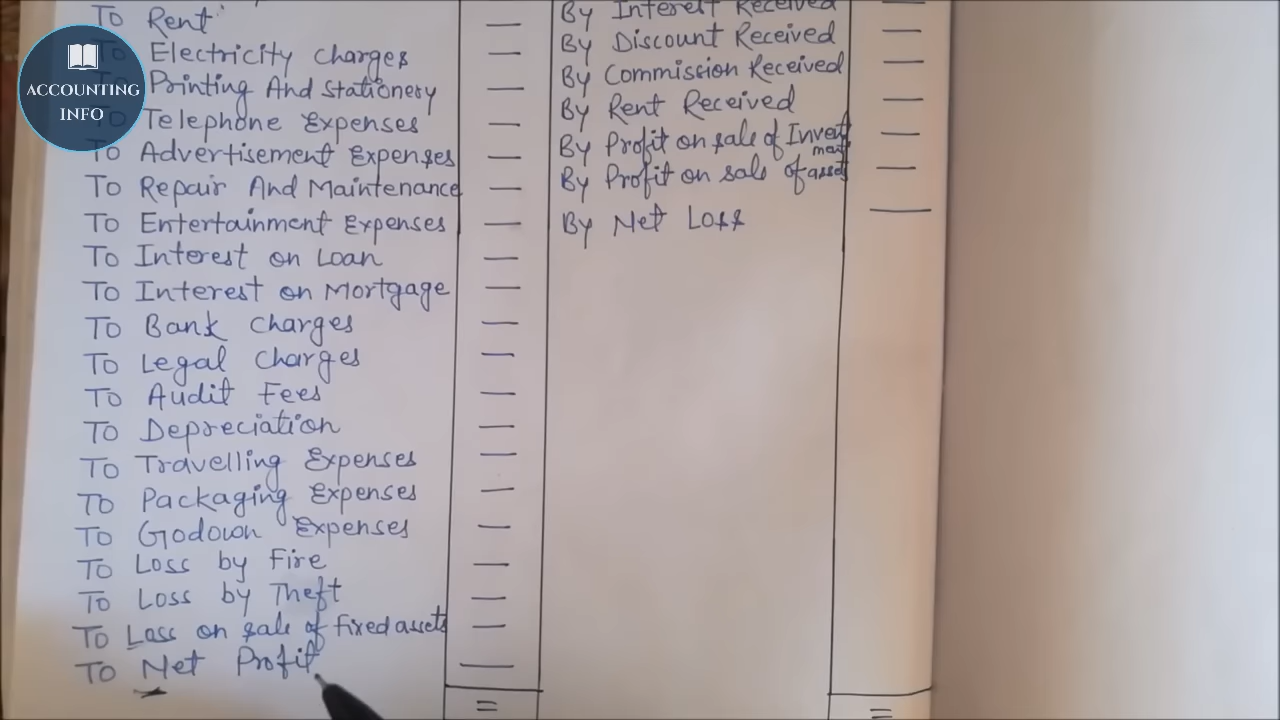 To Rent
To Electricity Charges
To Printing And Stationery
To Telephone Expenses
To Advertisement Expenses
To Repair And Maintenance
To Entertainment Expenses
To Interest on Loan
To Interest on Mortgage
To Bank Charges
To Legal Charges
To Audit Fees
To Depreciation
To Travelling Expenses
To Packaging Expenses
To Godown Expenses
To Loss by Fire
To Loss by Theft
To Loss on sale of Fixed assets
To Net Profit
By Interest Received
By Discount Received
By Commission Received
By Rent Received
By Profit on sale of Invest
ment
By Profit on sale of assets
By Net Loss
ACCOUNTING
INFO